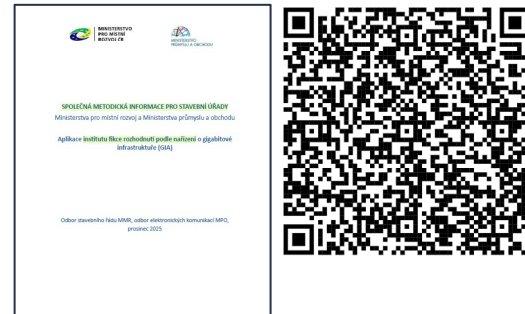 MINISTERSTVO
PRO MÍSTNÍ
ROZVOJ ČR
MINISTERSTVO
PRŮMYSLU A OBCHODU
SPOLEČNÁ METODICKÁ INFORMACE PRO STAVEBNÍ ÚŘADY
Ministerstva pro místní rozvoj a Ministerstva průmyslu a obchodu
Aplikace institutu fikce rozhodnutí podle nařízení o gigabitové
infrastruktuře (GIA)
Odbor stavebního řádu MMR, odbor elektronických komunikací MPO,
prosinec 2025